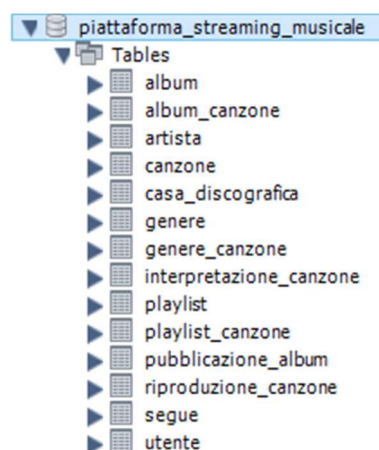 piattaforma_streaming_musicale
Tables
album
album_canzone
artista
canzone
casa_discografica
genere
genere_canzone
interpretazione_canzone
playlist
playlist_canzone
pubblicazione_album
riproduzione_canzone
segue
utente